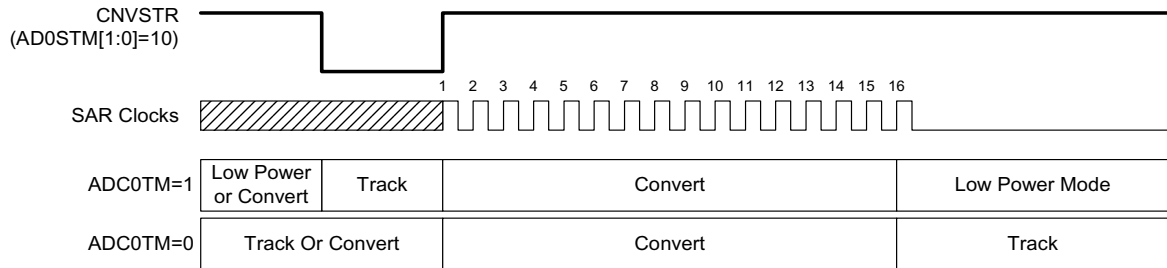 CNVSTR
(AD0STM[1:0]=10)
1 2 3 4 5 6 7 8 9 10 11 12 13 14 15 16
SAR Clocks
ADC0TM=1
Low Power
or Convert
Track
Convert
Low Power Mode
ADC0TM=0
Track Or Convert
Convert
Track